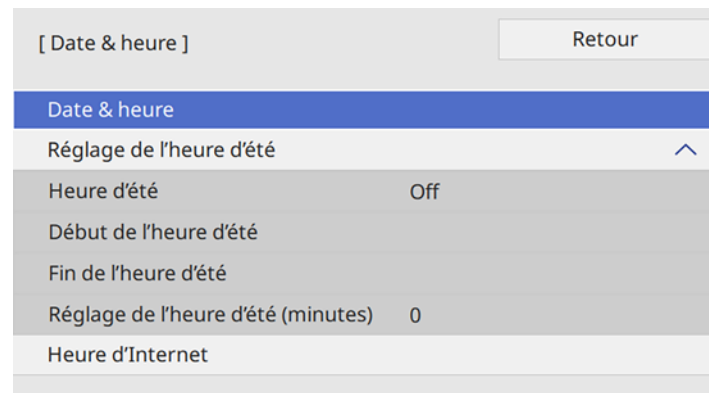 [ Date & heure ]
Retour
Date & heure
Réglage de l’heure d’été
Heure d’été Off
Début de l’heure d’été
Fin de l’heure d’été
Réglage de l’heure d’été (minutes) 0
Heure d’Internet